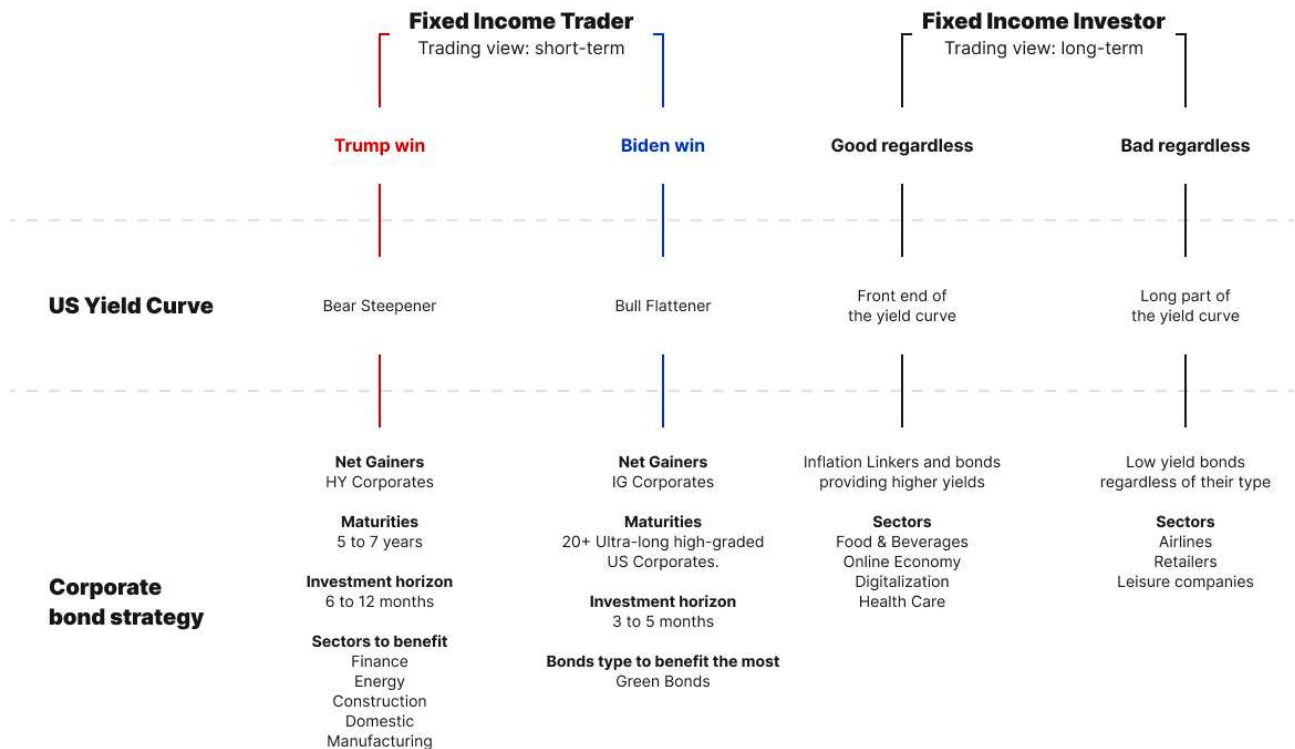 Fixed Income Trader
Trading view: short-term
Fixed Income Investor
Trading view: long-term
Trump win
Biden win
Good regardless
Bad regardless
US Yield Curve
Bear Steepener
Bull Flattener
Front end of
the yield curve
Long part of
the yield curve
Corporate
bond strategy
Net Gainers
HY Corporates
Maturities
5 to 7 years
Investment horizon
6 to 12 months
Sectors to benefit
Finance
Energy
Construction
Domestic
Manufacturing
Net Gainers
IG Corporates
Maturities
20+ Ultra-long high-graded
US Corporates.
Investment horizon
3 to 5 months
Bonds type to benefit the most
Green Bonds
Inflation Linkers and bonds
providing higher yields
Sectors
Food & Beverages
Online Economy
Digitalization
Health Care
Low yield bonds
regardless of their type
Sectors
Airlines
Retailers
Leisure companies